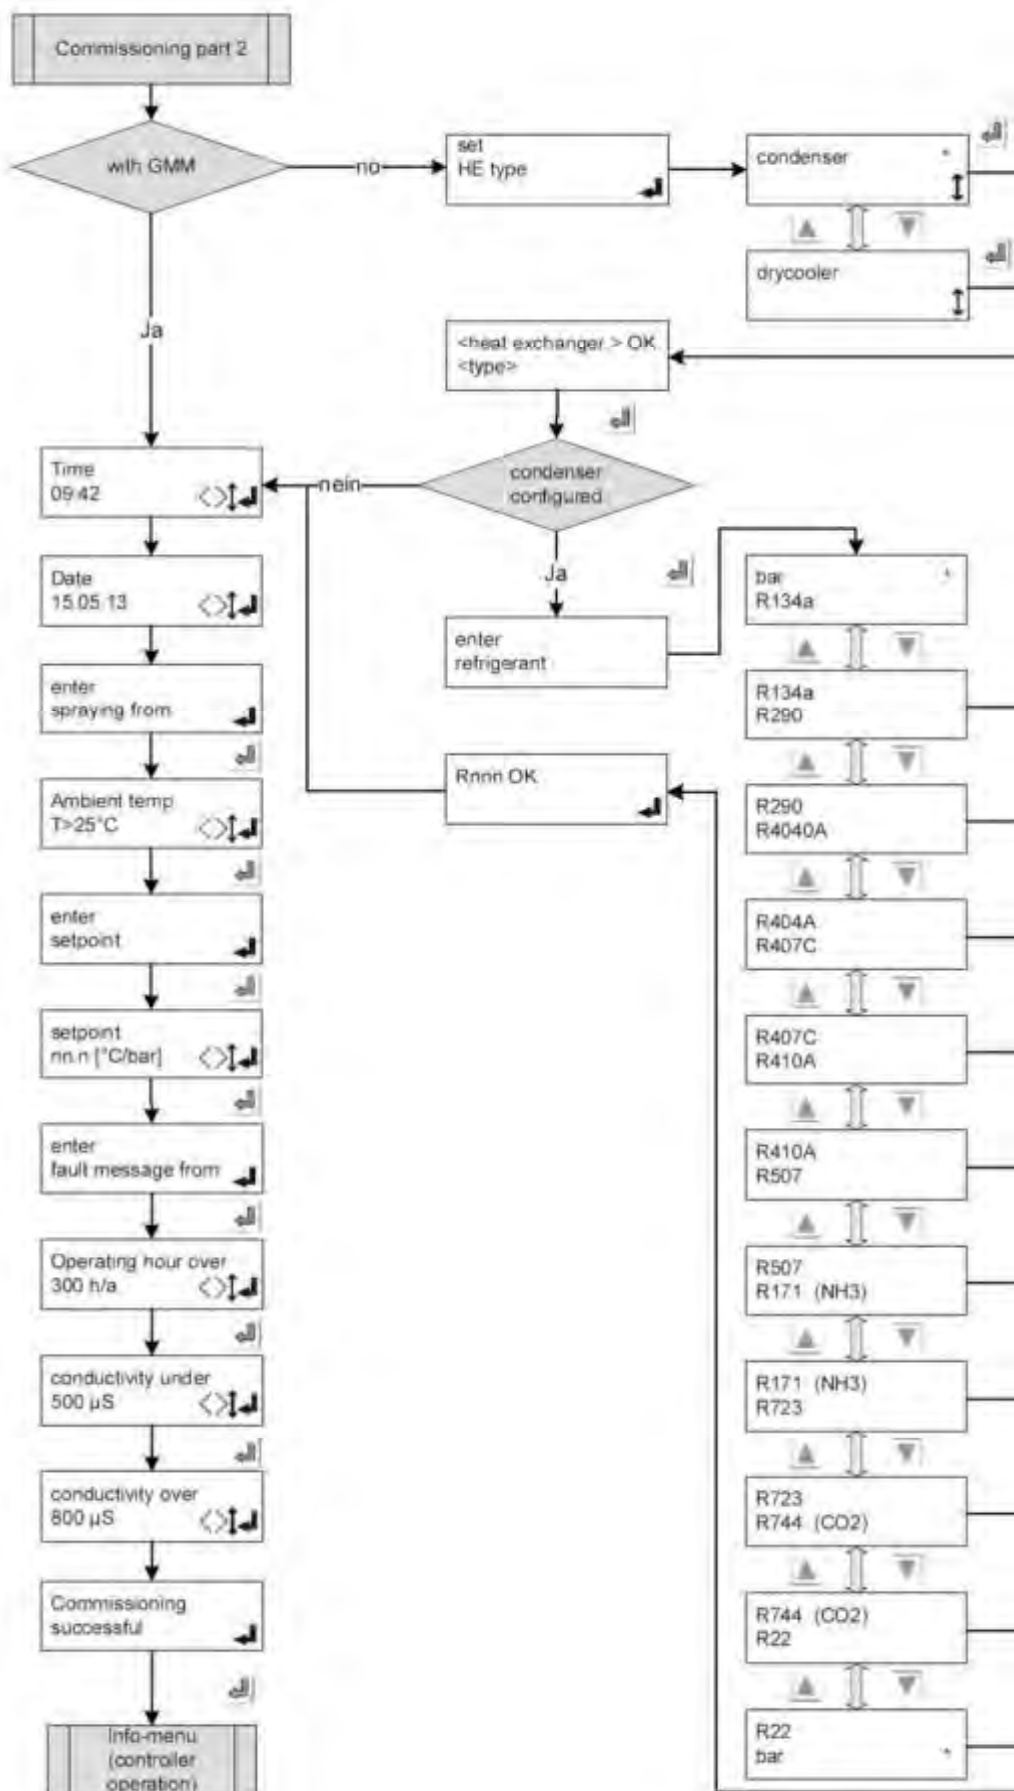 Commissioning part 2
with GMM
no
set
HE type
condenser
drycooler
Ja
<heat exchanger > OK
<type>
condenser
configured
nein
Ja
enter
refrigerant
Rnnn OK
Time
09:42
Date
15.05.13
enter
spraying from
Ambient temp
T>25°C
enter
setpoint
setpoint
nn.n [°C/bar]
enter
fault message from
Operating hour over
300 h/a
conductivity under
500 µS
conductivity over
800 µS
Commissioning
successful
Info-menu
(controller
operation)
bar
R134a
R134a
R290
R290
R4040A
R404A
R407C
R407C
R410A
R410A
R507
R507
R171 (NH3)
R171 (NH3)
R723
R723
R744 (CO2)
R744 (CO2)
R22
R22
bar